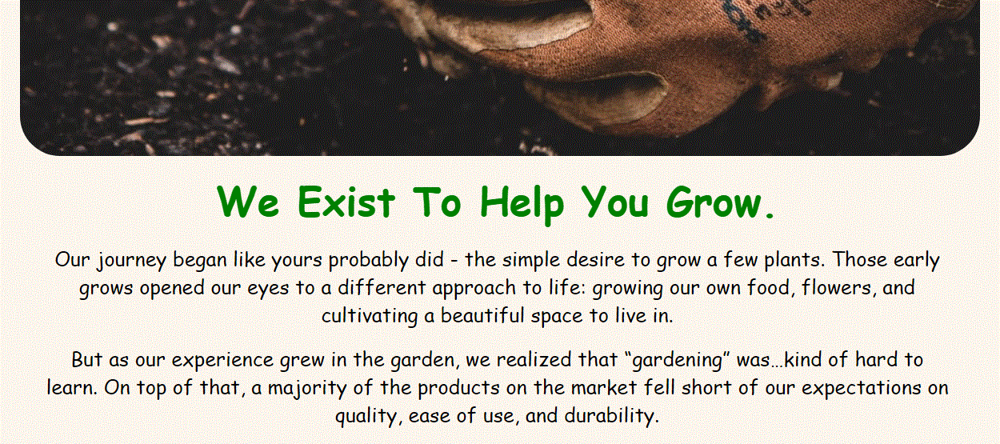 We Exist To Help You Grow.
Our journey began like yours probably did - the simple desire to grow a few plants. Those early
grows opened our eyes to a different approach to life: growing our own food, flowers, and
cultivating a beautiful space to live in.
But as our experience grew in the garden, we realized that “gardening” was...kind of hard to
learn. On top of that, a majority of the products on the market fell short of our expectations on
quality, ease of use, and durability.